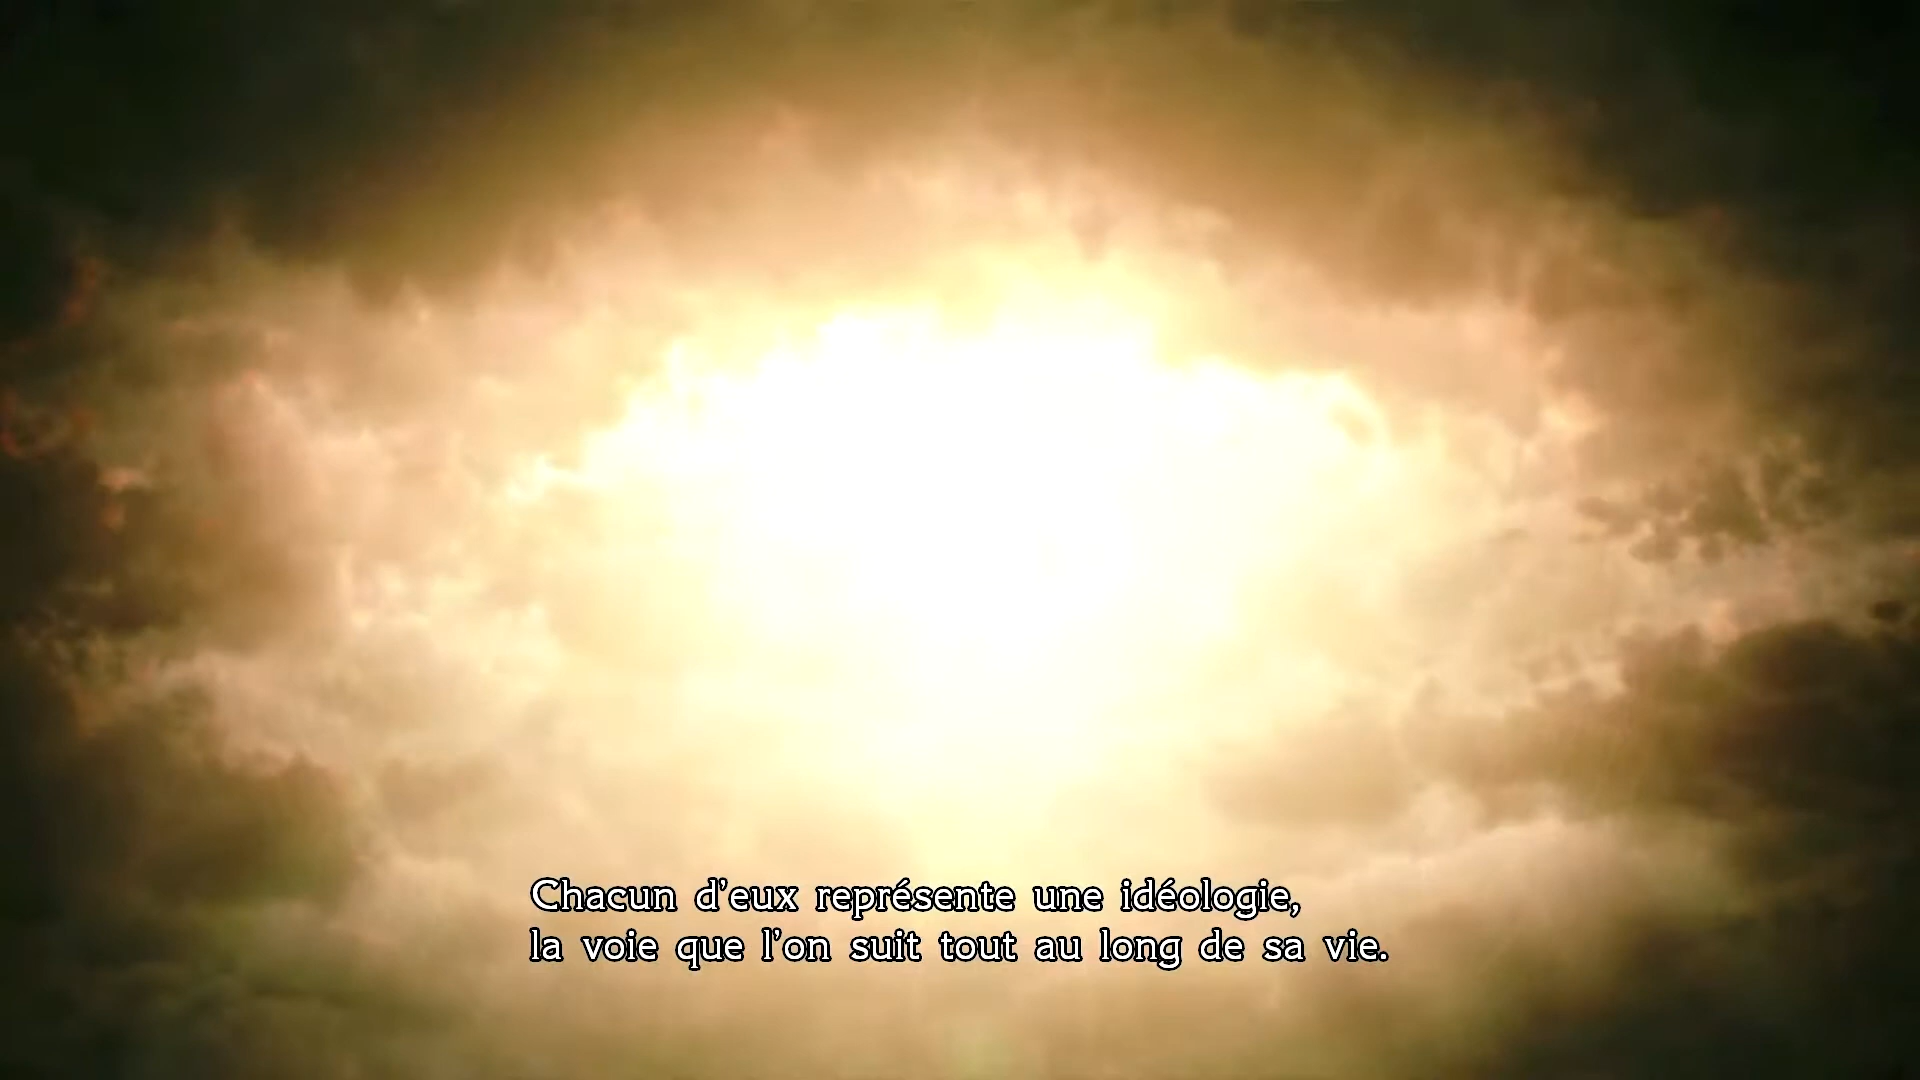 Chacun d'eux représente une idéologie,
la voie que l'on suit tout au long de sa vie.